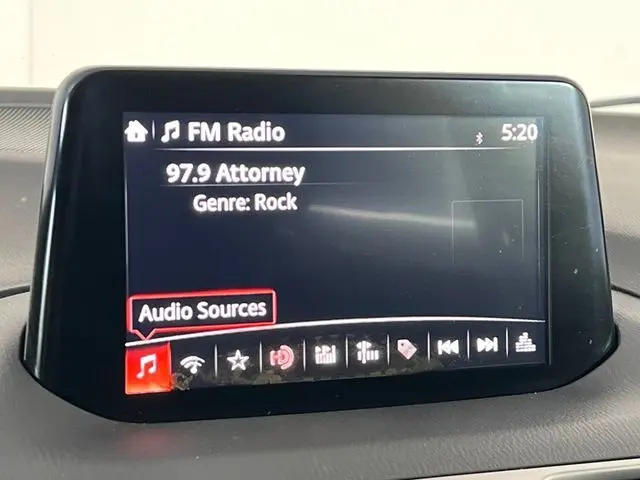 FM Radio 5:20
97.9 Attorney
Genre: Rock
Audio Sources